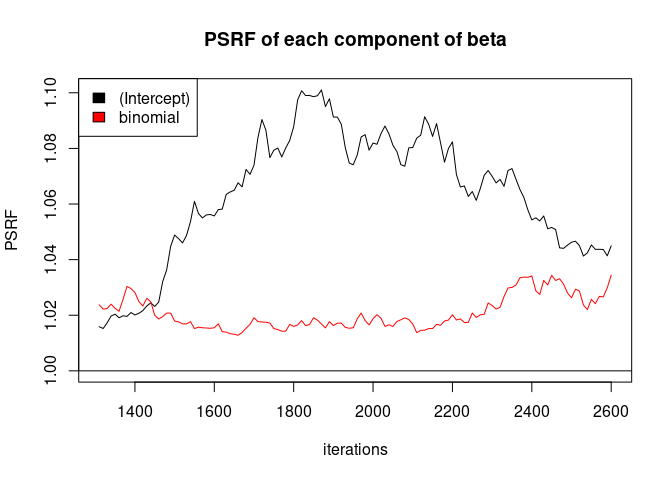 PSRF of each component of beta
(Intercept)
binomial
PSRF
1.10
1.08
1.06
1.04
1.02
1.00
1400 1600 1800 2000 2200 2400 2600
iterations